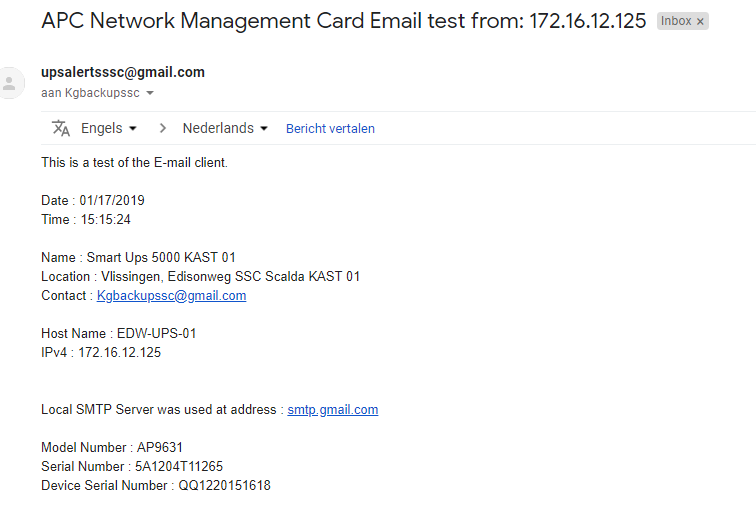 APC Network Management Card Email test from: 172.16.12.125 Inbox ×
upsalertsssc@gmail.com
aan Kgbackupssc
Engels > Nederlands Bericht vertalen
This is a test of the E-mail client.
Date : 01/17/2019
Time : 15:15:24
Name : Smart Ups 5000 KAST 01
Location : Vlissingen, Edisonweg SSC Scalda KAST 01
Contact : Kgbackupssc@gmail.com
Host Name : EDW-UPS-01
IPv4 : 172.16.12.125
Local SMTP Server was used at address : smtp.gmail.com
Model Number : AP9631
Serial Number : 5A1204T11265
Device Serial Number : QQ1220151618